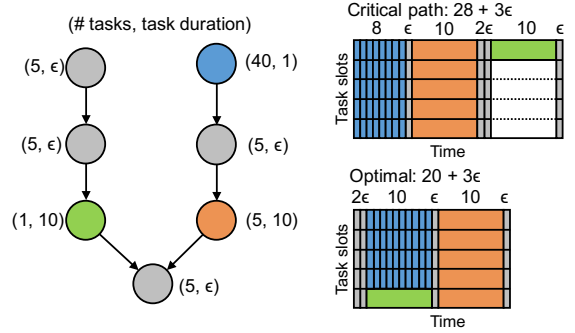 (# tasks, task duration)
(5, ϵ)
(40, 1)
(5, ϵ)
(5, ϵ)
(1, 10)
(5, 10)
(5, ϵ)
Critical path: 28 + 3ϵ
8 ϵ 10 2ϵ 10
Task slots
Time
Optimal: 20 + 3ϵ
2ϵ 10 ϵ 10 ϵ
Task slots
Time